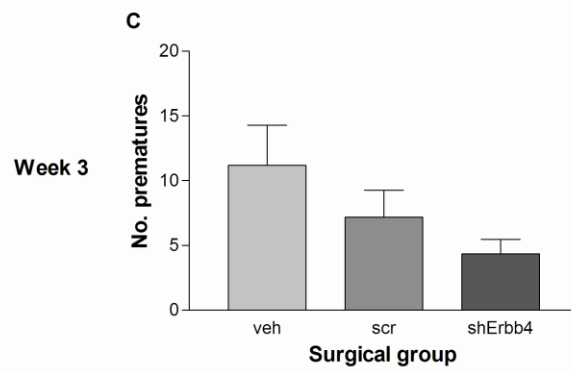 C
20
15
10
5
0
No. prematures
Week 3
veh
scr
shErbb4
Surgical group